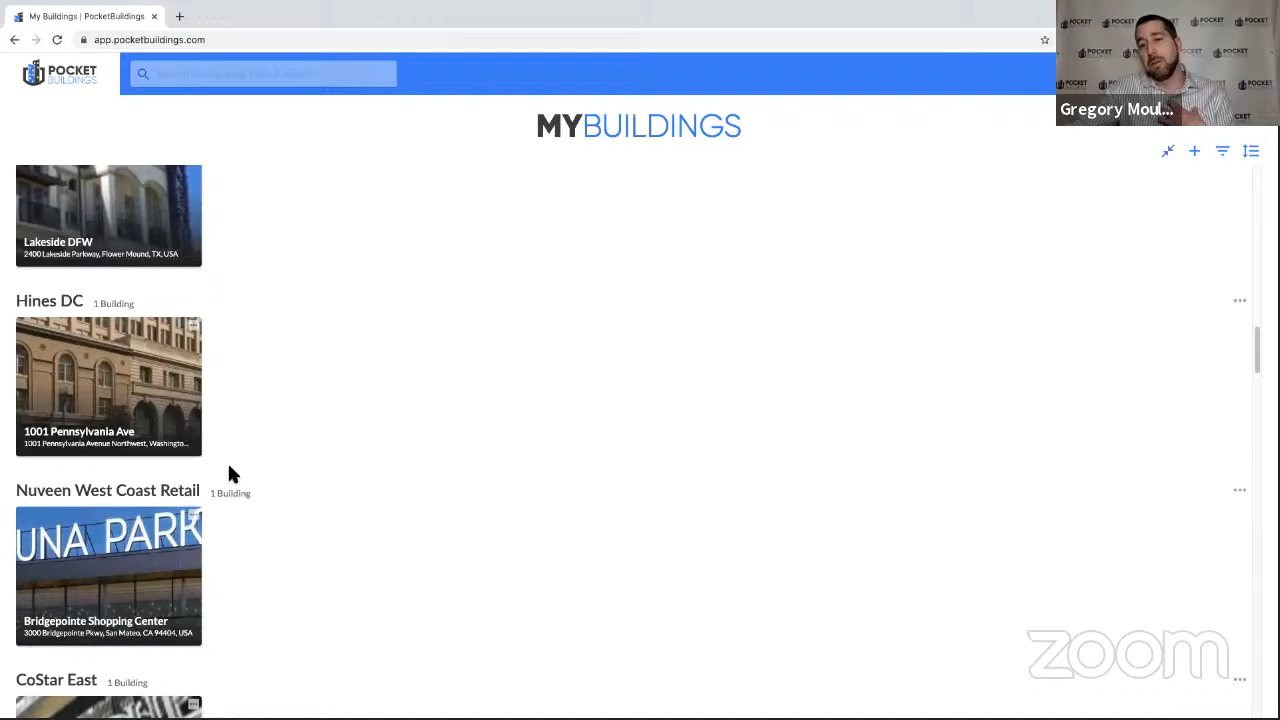 My Buildings | PocketBuildings
app.pocketbuildings.com
POCKET
BUILDINGS
Gregory Moul...
MYBUILDINGS
Lakeside DFW
2400 Lakeside Parkway, Flower Mound, TX, USA
Hines DC 1 Building
1001 Pennsylvania Ave
1001 Pennsylvania Avenue Northwest, Washingto...
Nuveen West Coast Retail 1 Building
UNA PARK
Bridgepointe Shopping Center
3000 Bridgepointe Pkwy, San Mateo, CA 94404, USA
zoom
CoStar East 1 Building